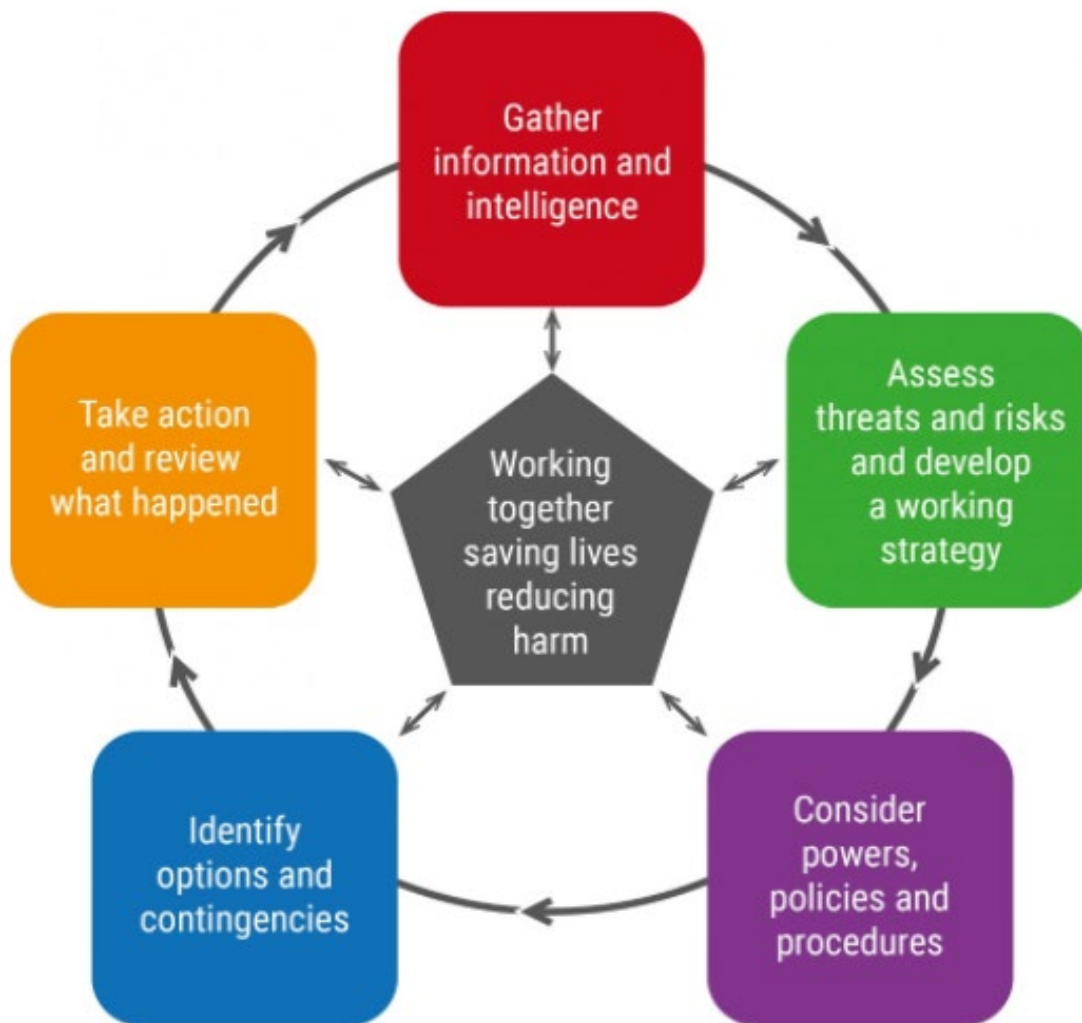 Gather
information and
intelligence
Assess
threats and risks
and develop
a working
strategy
Consider
powers,
policies and
procedures
Identify
options and
contingencies
Take action
and review
what happened
Working
together
saving lives
reducing
harm